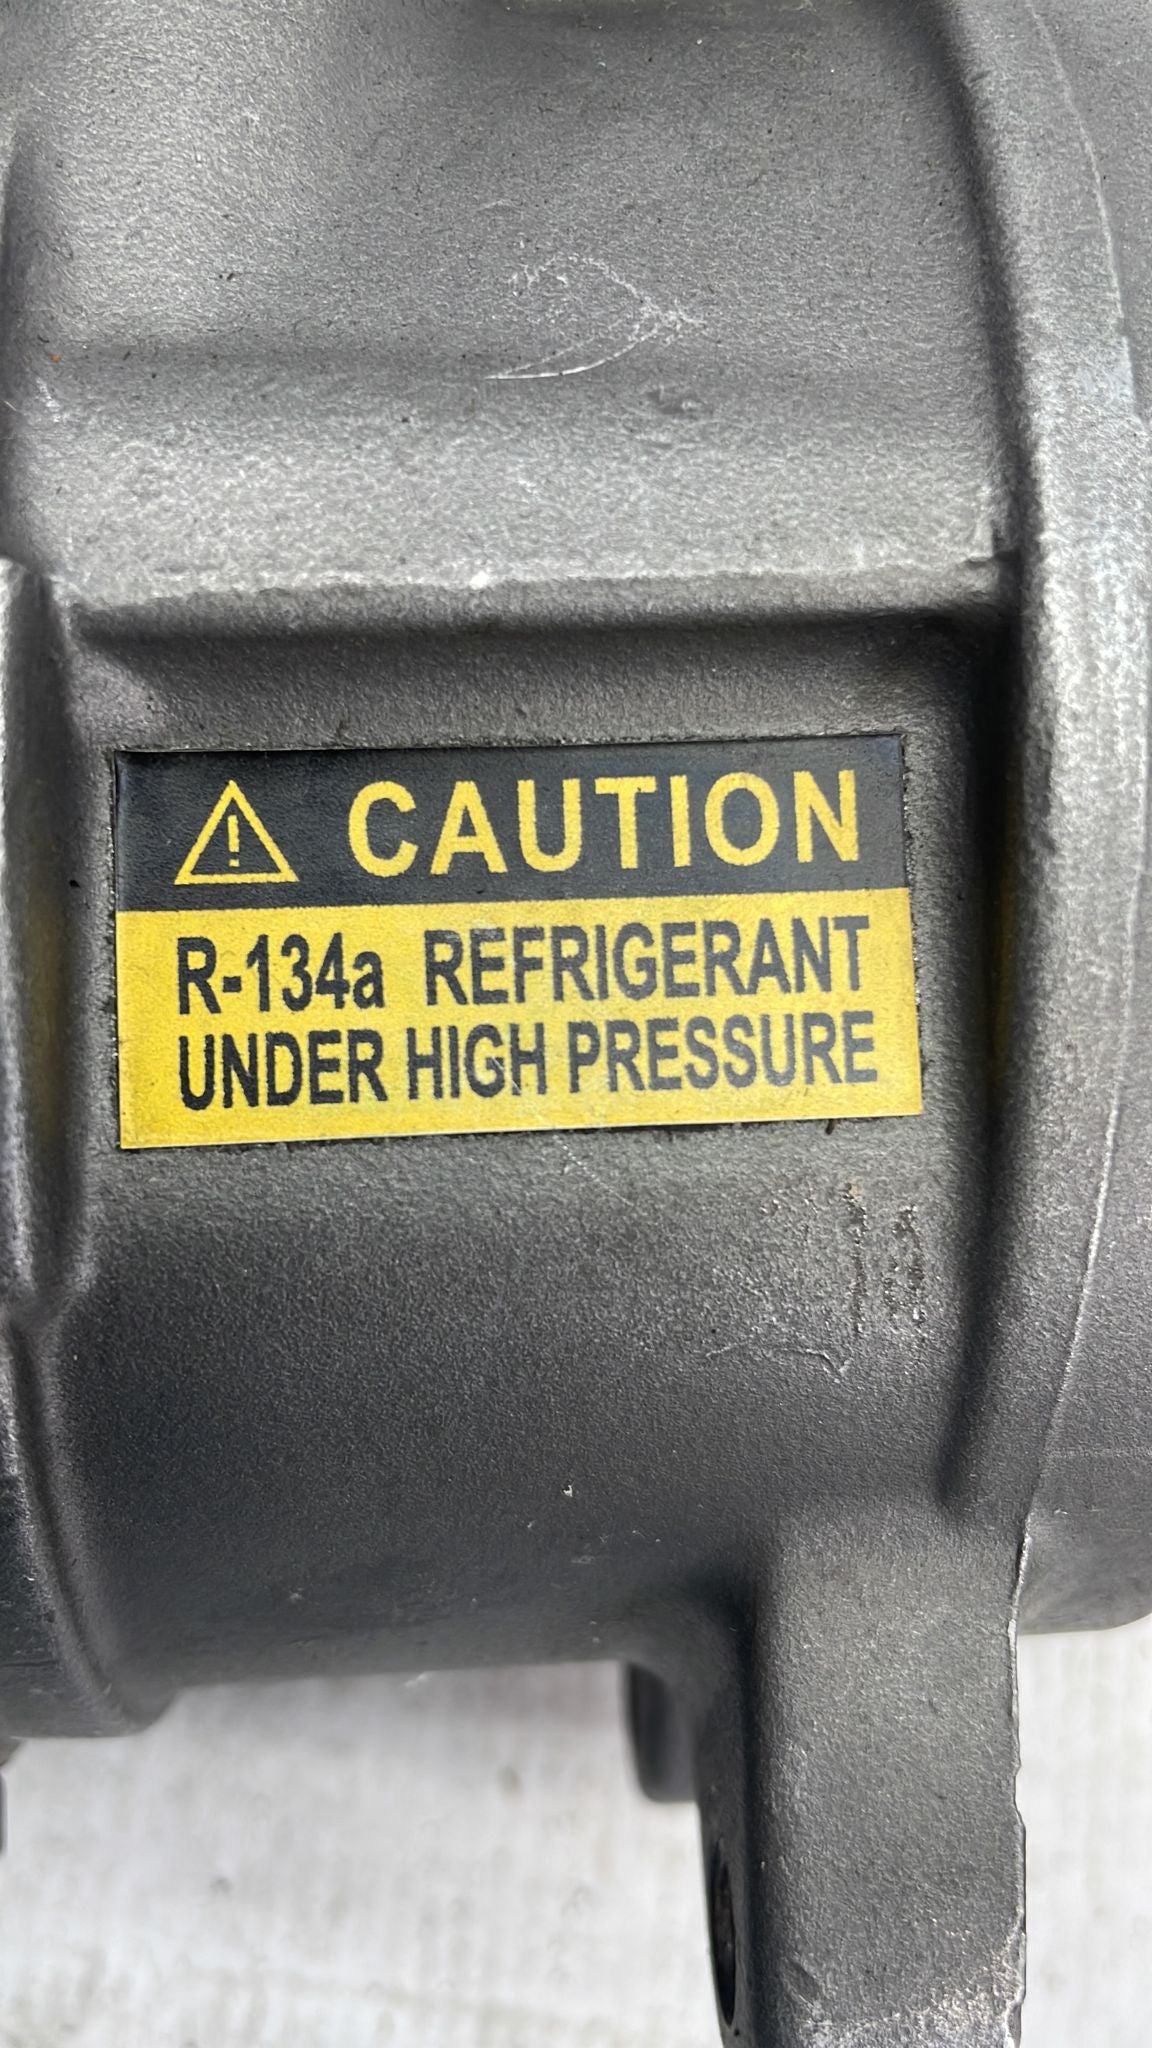 CAUTION
R-134a REFRIGERANT
UNDER HIGH PRESSURE